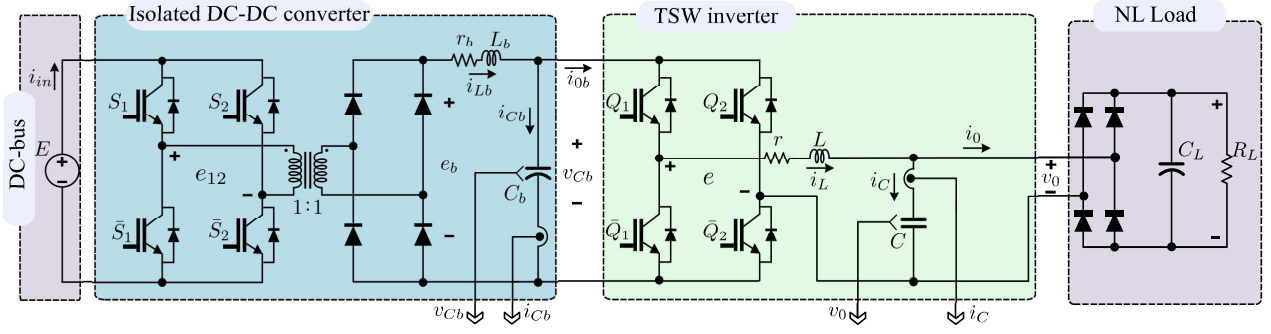 Isolated DC-DC converter
TSW inverter
NL Load
DC-bus
i_in
E
+
−
S_1
S_2
S̄_1
S̄_2
+
e_12
−
1:1
r_b
L_b
i_Lb
+
e_b
−
i_Cb
C_b
v_Cb
i_Cb
i_0b
+
v_Cb
−
Q_1
Q_2
Q̄_1
Q̄_2
+
e
−
r
L
i_L
i_C
C
v_0
i_C
i_0
+
v_0
−
C_L
+
R_L
−